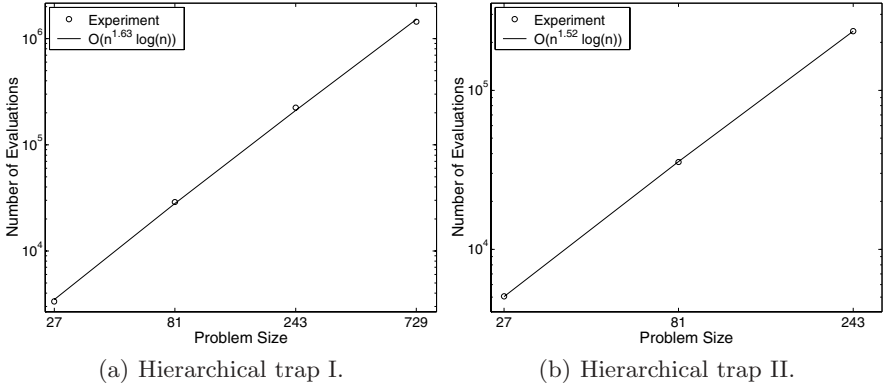 Experiment
O(n^1.63 log(n))
10^6
10^5
10^4
Number of Evaluations
27 81 243 729
Problem Size
(a) Hierarchical trap I.
Experiment
O(n^1.52 log(n))
10^5
10^4
Number of Evaluations
27 81 243
Problem Size
(b) Hierarchical trap II.